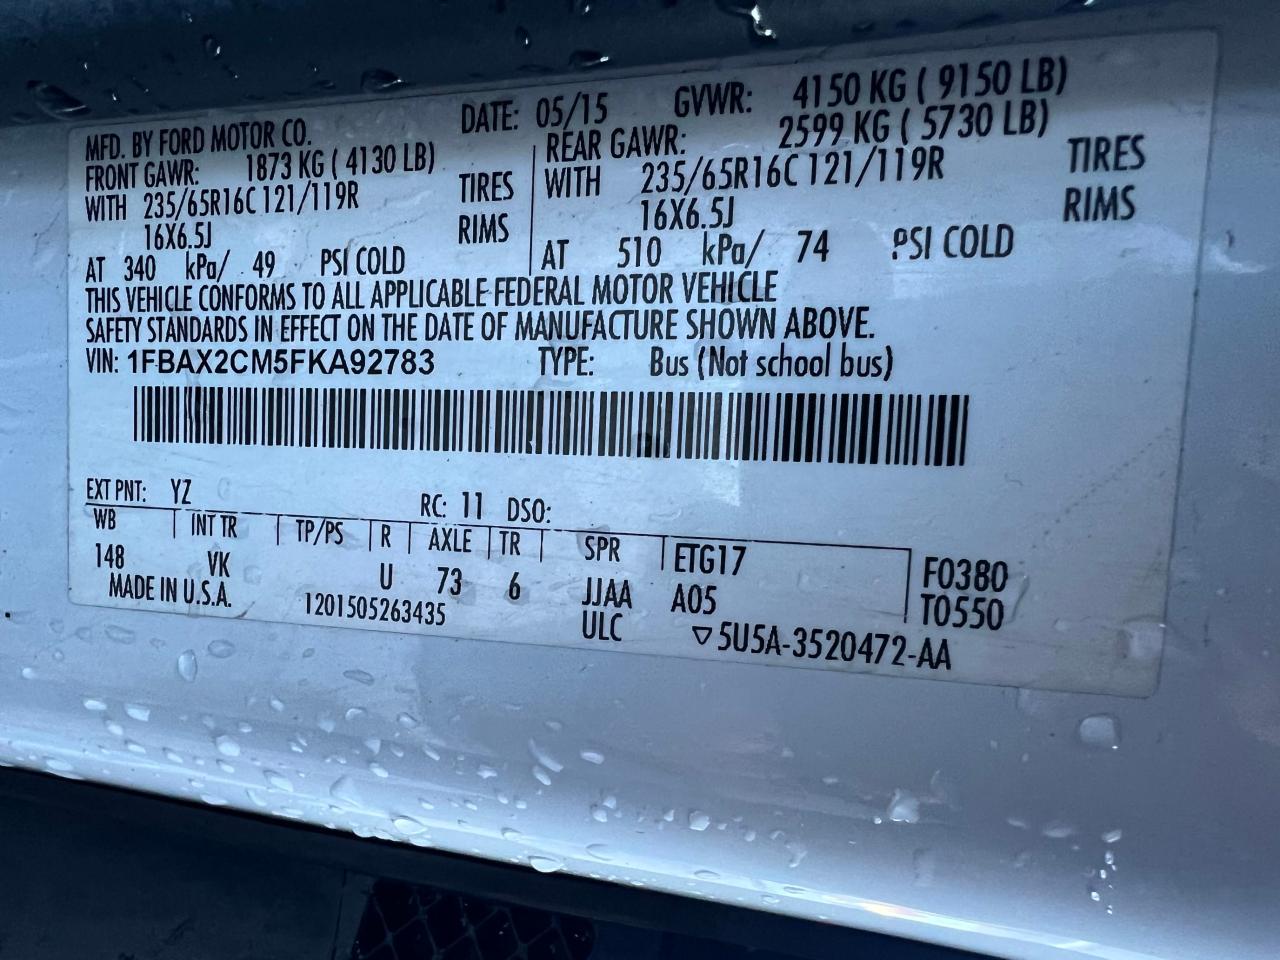 MFD. BY FORD MOTOR CO. DATE: 05/15 GVWR: 4150 KG ( 9150 LB)
FRONT GAWR: 1873 KG ( 4130 LB) REAR GAWR: 2599 KG ( 5730 LB)
WITH 235/65R16C 121/119R TIRES WITH 235/65R16C 121/119R TIRES
16X6.5J RIMS 16X6.5J RIMS
AT 340 kPa/ 49 PSI COLD AT 510 kPa/ 74 PSI COLD
THIS VEHICLE CONFORMS TO ALL APPLICABLE FEDERAL MOTOR VEHICLE
SAFETY STANDARDS IN EFFECT ON THE DATE OF MANUFACTURE SHOWN ABOVE.
VIN: 1FBAX2CM5FKA92783 TYPE: Bus (Not school bus)
EXT PNT: YZ RC: 11 DSO:
WB INT TR TP/PS R AXLE TR SPR ETG17 F0380
148 VK U 73 6 JJAA A05 T0550
MADE IN U.S.A. 1201505263435 ULC ▽5U5A-3520472-AA